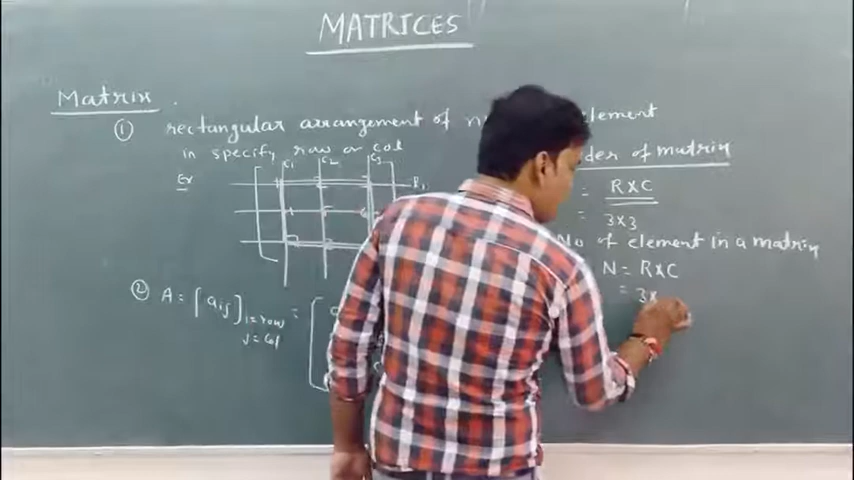 MATRICES
Matrix
① rectangular arrangement of element
in specify row or col
Ex C1 C2 C3
R1
② A = [aij] i=row =
j=Col
der of matrix
= R×C
= 3×3
No of element in a matrix
N = R×C
= 3×